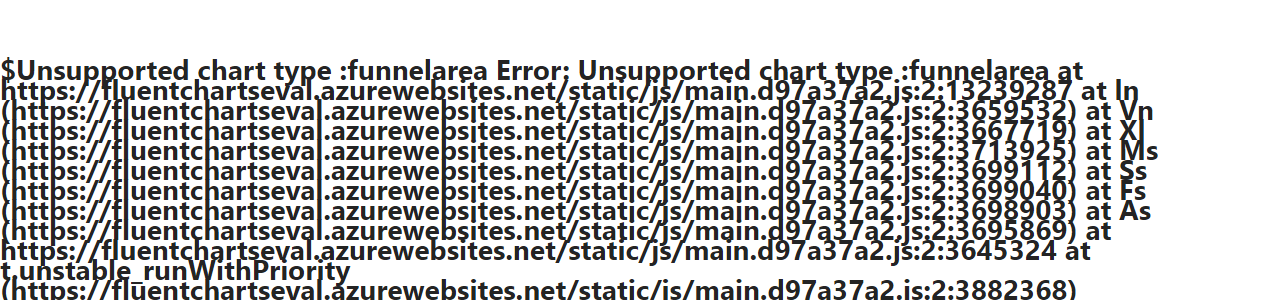 $Unsupported chart type :funnelarea Error: Unsupported chart type :funnelarea at
https://fluentchartseval.azurewebsites.net/static/js/main.d97a37a2.js:2:13239287 at ln
(https://fluentchartseval.azurewebsites.net/static/js/main.d97a37a2.js:2:3659532) at Vn
(https://fluentchartseval.azurewebsites.net/static/js/main.d97a37a2.js:2:3667719) at Xl
(https://fluentchartseval.azurewebsites.net/static/js/main.d97a37a2.js:2:3713925) at Ms
(https://fluentchartseval.azurewebsites.net/static/js/main.d97a37a2.js:2:3699112) at Ss
(https://fluentchartseval.azurewebsites.net/static/js/main.d97a37a2.js:2:3699040) at Fs
(https://fluentchartseval.azurewebsites.net/static/js/main.d97a37a2.js:2:3698903) at As
(https://fluentchartseval.azurewebsites.net/static/js/main.d97a37a2.js:2:3695869) at
https://fluentchartseval.azurewebsites.net/static/js/main.d97a37a2.js:2:3645324 at
t.unstable_runWithPriority
(https://fluentchartseval.azurewebsites.net/static/js/main.d97a37a2.js:2:3882368)